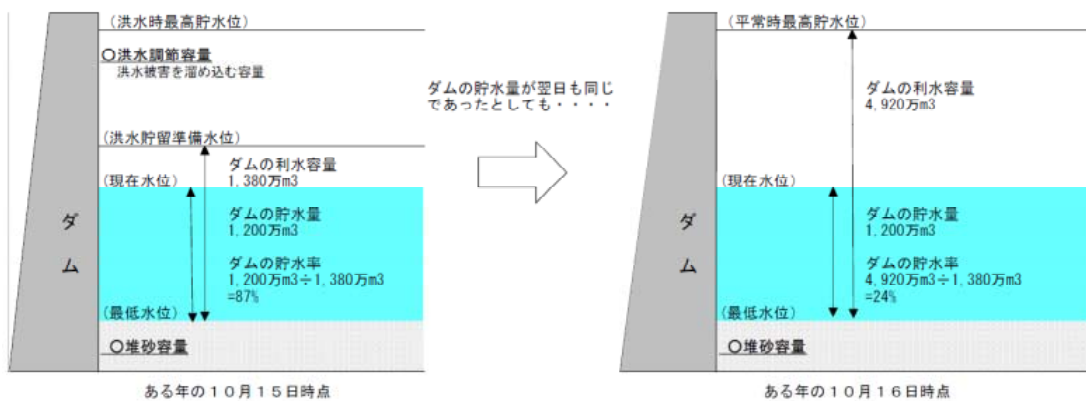 (洪水時最高貯水位)
〇洪水調節容量
洪水被害を溜め込む容量
(洪水貯留準備水位)
ダムの利水容量
1,380万m3
(現在水位)
ダムの貯水量
1,200万m3
ダムの貯水率
1,200万m3÷1,380万m3
=87%
(最低水位)
〇堆砂容量
ダム
ある年の10月15日時点
ダムの貯水量が翌日も同じ
であったとしても・・・・
(平常時最高貯水位)
ダムの利水容量
4,920万m3
(現在水位)
ダムの貯水量
1,200万m3
ダムの貯水率
4,920万m3÷1,380万m3
=24%
(最低水位)
〇堆砂容量
ダム
ある年の10月16日時点